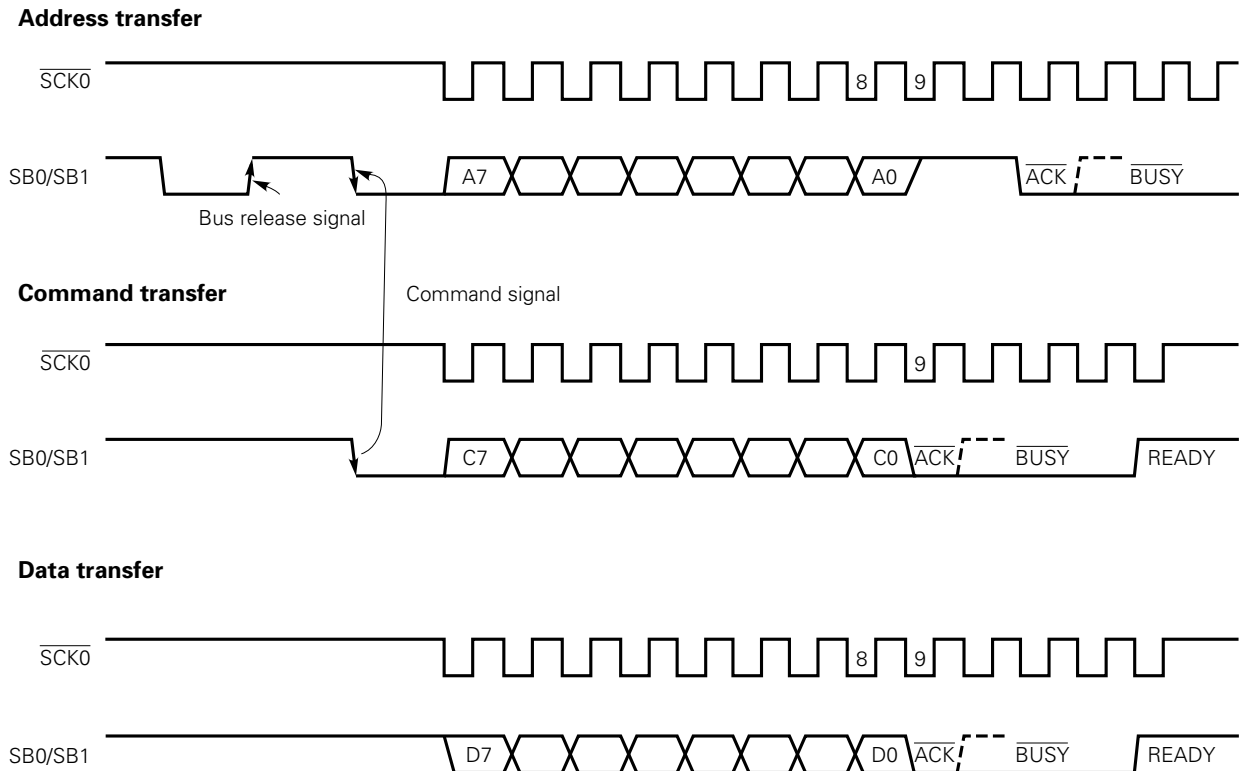 Address transfer
SCK0 8 9
SB0/SB1 A7 A0 ACK BUSY
Bus release signal
Command transfer Command signal
SCK0 9
SB0/SB1 C7 C0 ACK BUSY READY
Data transfer
SCK0 8 9
SB0/SB1 D7 D0 ACK BUSY READY